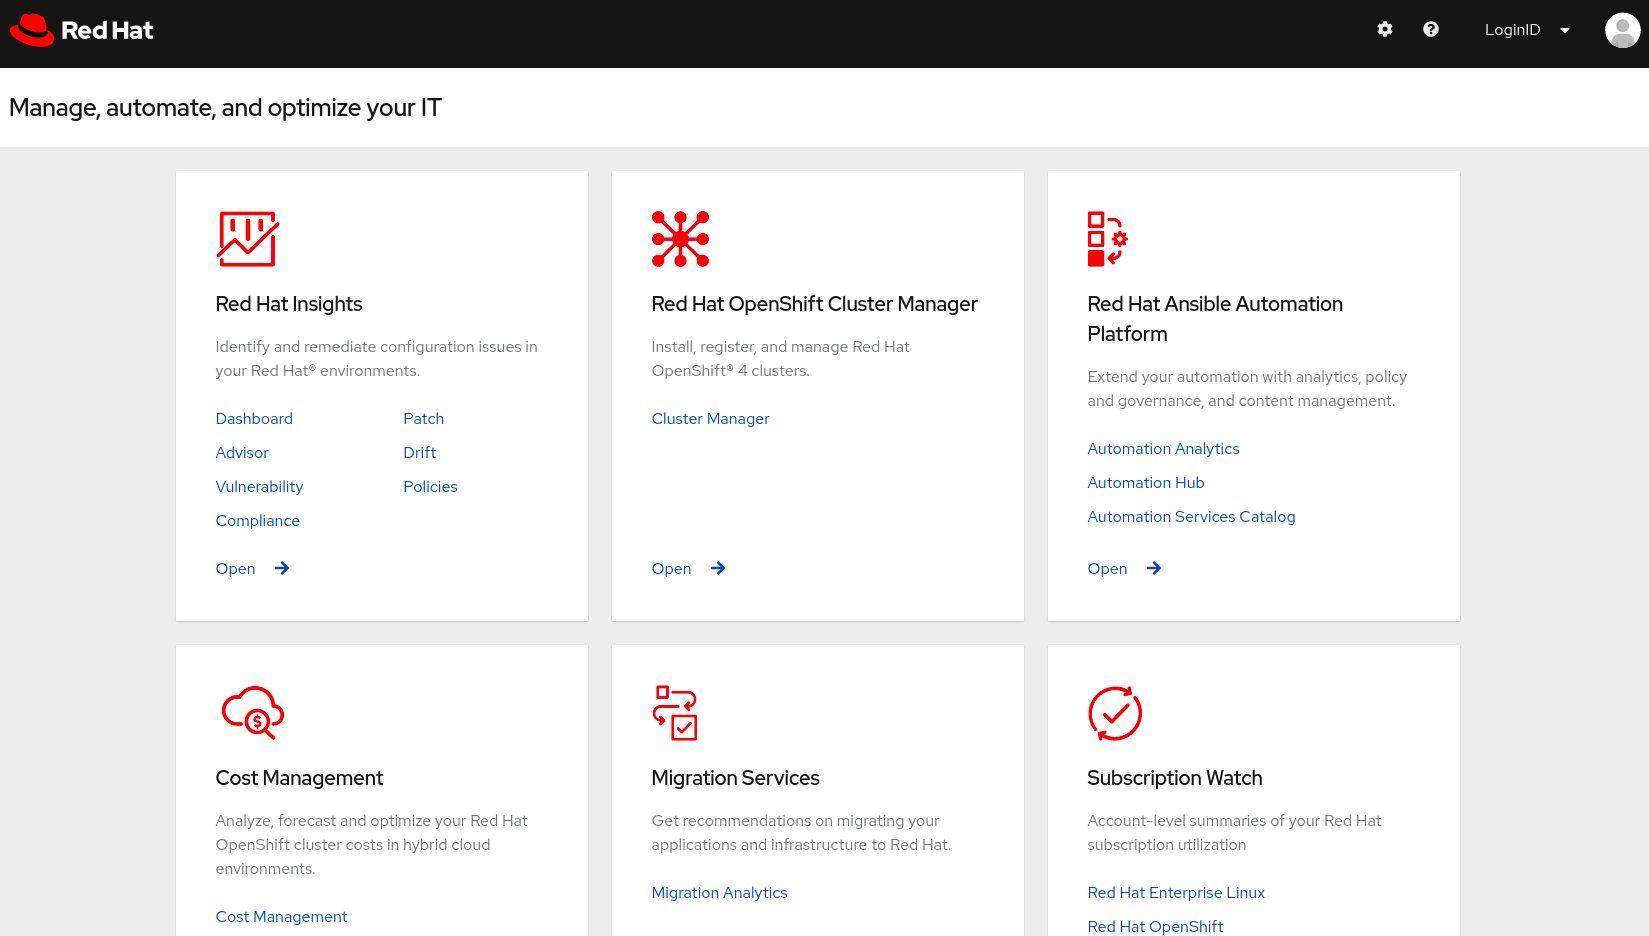 Red Hat
LoginID
Manage, automate, and optimize your IT
Red Hat Insights
Identify and remediate configuration issues in
your Red Hat® environments.
Dashboard
Patch
Advisor
Drift
Vulnerability
Policies
Compliance
Open
Red Hat OpenShift Cluster Manager
Install, register, and manage Red Hat
OpenShift® 4 clusters.
Cluster Manager
Open
Red Hat Ansible Automation
Platform
Extend your automation with analytics, policy
and governance, and content management.
Automation Analytics
Automation Hub
Automation Services Catalog
Open
Cost Management
Analyze, forecast and optimize your Red Hat
OpenShift cluster costs in hybrid cloud
environments.
Cost Management
Migration Services
Get recommendations on migrating your
applications and infrastructure to Red Hat.
Migration Analytics
Subscription Watch
Account-level summaries of your Red Hat
subscription utilization
Red Hat Enterprise Linux
Red Hat OpenShift